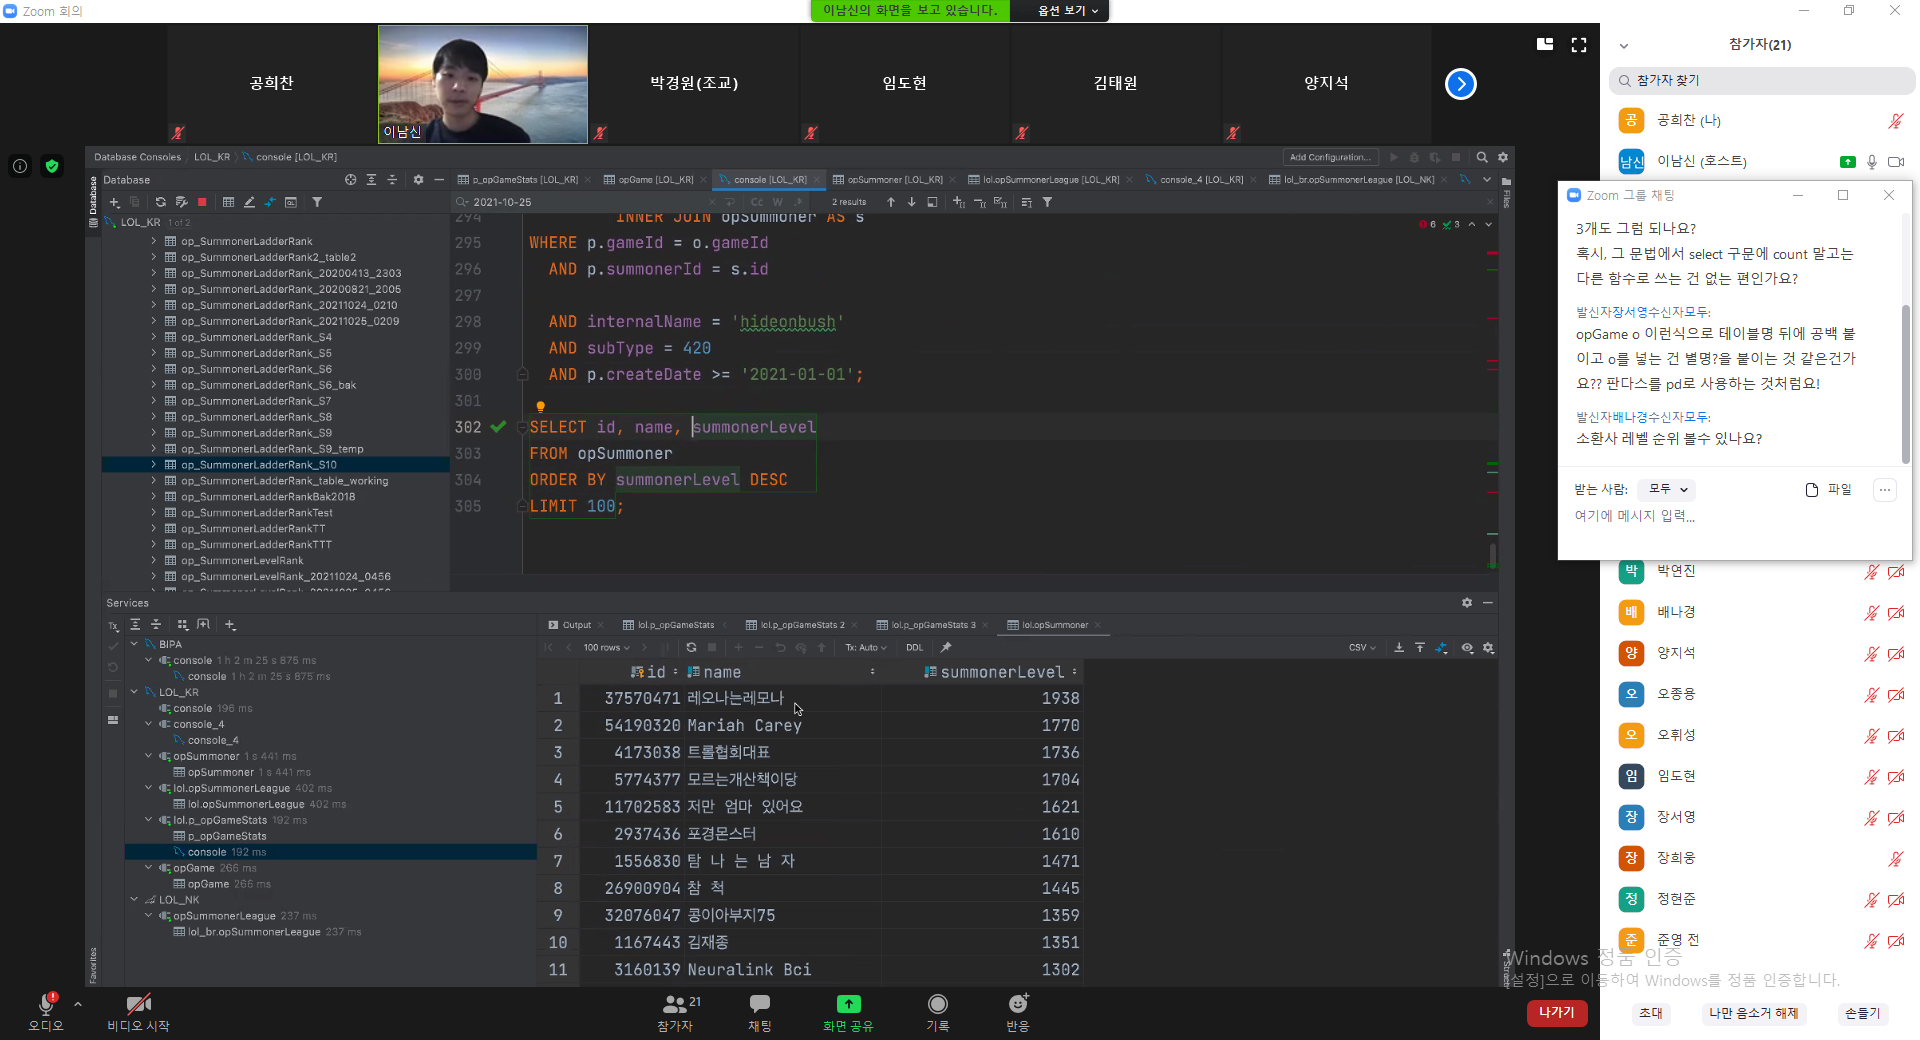 Zoom 회의
이남신의 화면을 보고 있습니다.
옵션 보기
공희찬
이남신
박경원(조교)
임도현
김태원
양지석
참가자(21)
참가자 찾기
공 공희찬 (나)
남신 이남신 (호스트)
Database Consoles LOL_KR console [LOL_KR]
Add Configuration...
Database
p_opGameStats [LOL_KR]
opGame [LOL_KR]
console [LOL_KR]
opSummoner [LOL_KR]
lol.opSummonerLeague [LOL_KR]
console_4 [LOL_KR]
lol_br.opSummonerLeague [LOL_NK]
Files
Database
2021-10-25
Cc W
2 results
LOL_KR 1 of 2
op_SummonerLadderRank
op_SummonerLadderRank2_table2
op_SummonerLadderRank_20200413_2303
op_SummonerLadderRank_20200821_2005
op_SummonerLadderRank_20211024_0210
op_SummonerLadderRank_20211025_0209
op_SummonerLadderRank_S4
op_SummonerLadderRank_S5
op_SummonerLadderRank_S6
op_SummonerLadderRank_S6_bak
op_SummonerLadderRank_S7
op_SummonerLadderRank_S8
op_SummonerLadderRank_S9
op_SummonerLadderRank_S9_temp
op_SummonerLadderRank_S10
op_SummonerLadderRank_table_working
op_SummonerLadderRankBak2018
op_SummonerLadderRankTest
op_SummonerLadderRankTT
op_SummonerLadderRankTTT
op_SummonerLevelRank
op_SummonerLevelRank_20211024_0456
6 3
294 INNER JOIN opSummoner AS s
295 WHERE p.gameId = o.gameId
296 AND p.summonerId = s.id
297
298 AND internalName = 'hideonbush'
299 AND subType = 420
300 AND p.createDate >= '2021-01-01';
301
302 SELECT id, name, summonerLevel
303 FROM opSummoner
304 ORDER BY summonerLevel DESC
305 LIMIT 100;
Zoom 그룹 채팅
3개도 그럼 되나요?
혹시, 그 문법에서 select 구문에 count 말고는
다른 함수로 쓰는 건 없는 편인가요?
발신자장서영수신자모두:
opGame o 이런식으로 테이블명 뒤에 공백 붙
이고 o를 넣는 건 별명?을 붙이는 것 같은건가
요?? 판다스를 pd로 사용하는 것처럼요!
발신자배나경수신자모두:
소환사 레벨 순위 볼수 있나요?
받는 사람: 모두
파일
여기에 메시지 입력...
Services
Tx
BIPA
console 1 h 2 m 25 s 875 ms
console 1 h 2 m 25 s 875 ms
LOL_KR
console 196 ms
console_4
console_4
opSummoner 1 s 441 ms
opSummoner 1 s 441 ms
lol.opSummonerLeague 402 ms
lol.opSummonerLeague 402 ms
lol.p_opGameStats 192 ms
p_opGameStats
console 192 ms
opGame 266 ms
opGame 266 ms
LOL_NK
opSummonerLeague 237 ms
lol_br.opSummonerLeague 237 ms
Favorites
Output
lol.p_opGameStats
lol.p_opGameStats 2
lol.p_opGameStats 3
lol.opSummoner
100 rows
Tx: Auto
DDL
CSV
id name summonerLevel
1 37570471 레오나는레모나 1938
2 54190320 Mariah Carey 1770
3 4173038 트롤협회대표 1736
4 5774377 모르는개산책이당 1704
5 11702583 저만 엄마 있어요 1621
6 2937436 포경몬스터 1610
7 1556830 탐 나 는 남 자 1471
8 26900904 참 척 1445
9 32076047 콩이아부지75 1359
10 1167443 김재종 1351
11 3160139 Neuralink Bci 1302
박 박연진
배 배나경
양 양지석
오 오종용
오 오휘성
임 임도현
장 장서영
장 장희웅
정 정현준
준 준영 전
Windows 정품 인증
[설정]으로 이동하여 Windows를 정품 인증합니다.
오디오
비디오 시작
참가자 21
채팅
화면 공유
기록
반응
나가기
초대
나만 음소거 해제
손들기